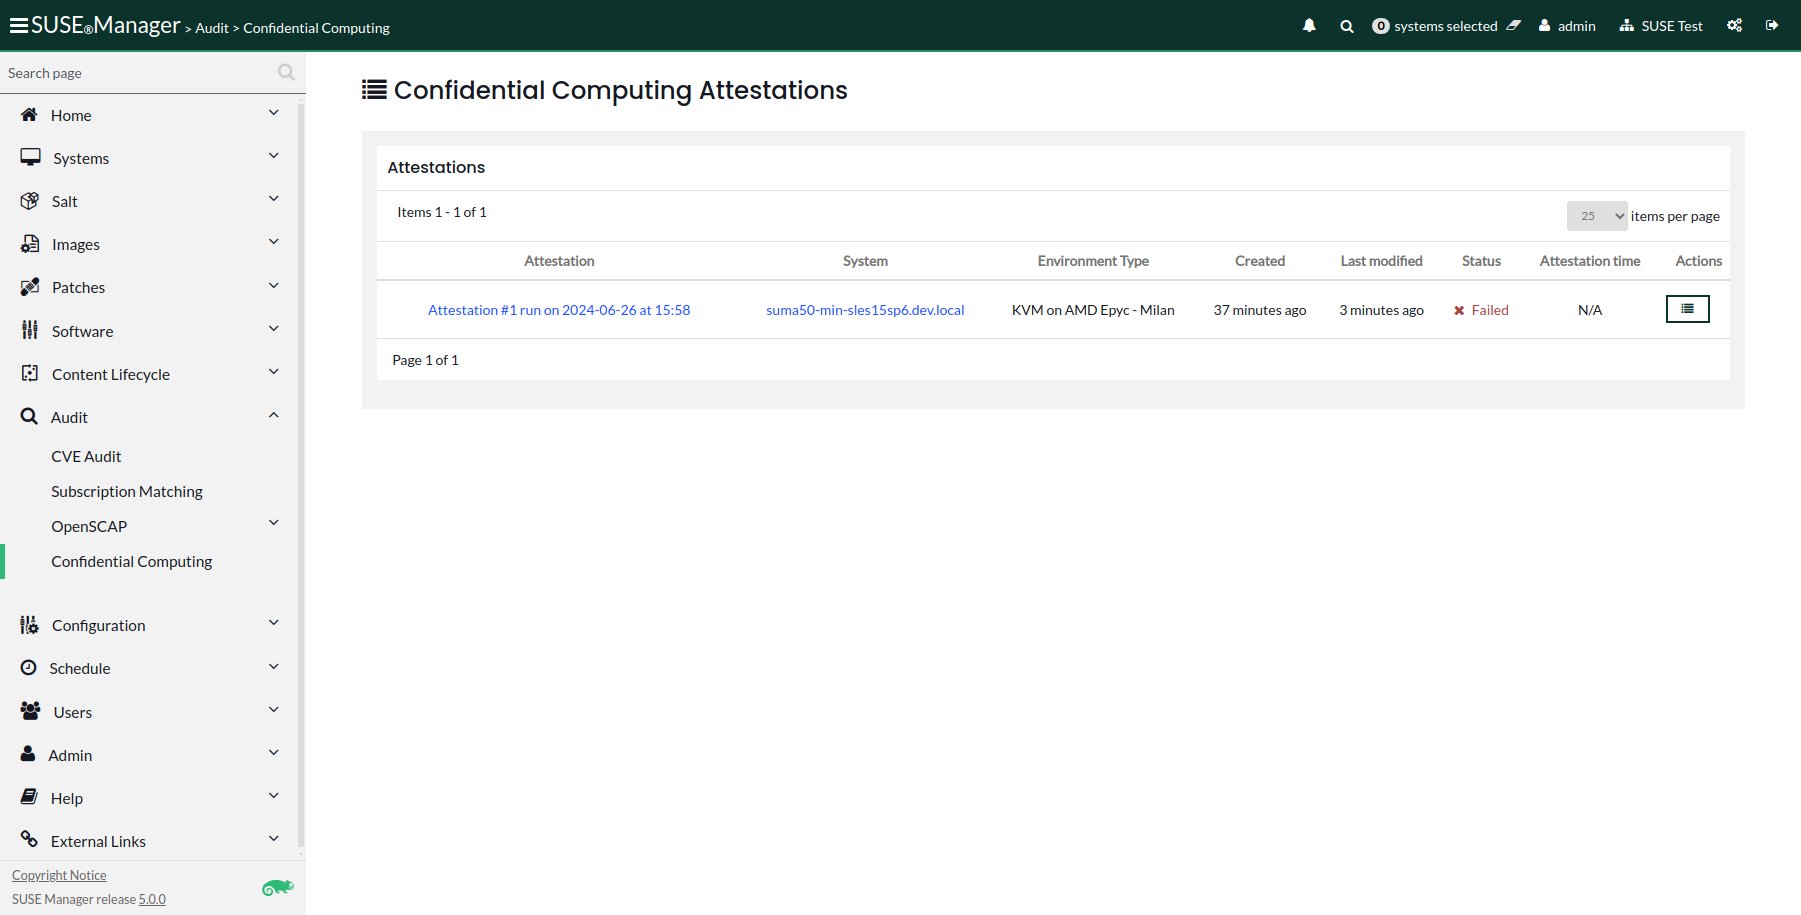 SUSE®Manager > Audit > Confidential Computing
0 systems selected admin SUSE Test
Search page
Home
Systems
Salt
Images
Patches
Software
Content Lifecycle
Audit
CVE Audit
Subscription Matching
OpenSCAP
Confidential Computing
Configuration
Schedule
Users
Admin
Help
External Links
Copyright Notice
SUSE Manager release 5.0.0
Confidential Computing Attestations
Attestations
Items 1 - 1 of 1
25 items per page
Attestation System Environment Type Created Last modified Status Attestation time Actions
Attestation #1 run on 2024-06-26 at 15:58 suma50-min-sles15sp6.dev.local KVM on AMD Epyc - Milan 37 minutes ago 3 minutes ago Failed N/A
Page 1 of 1